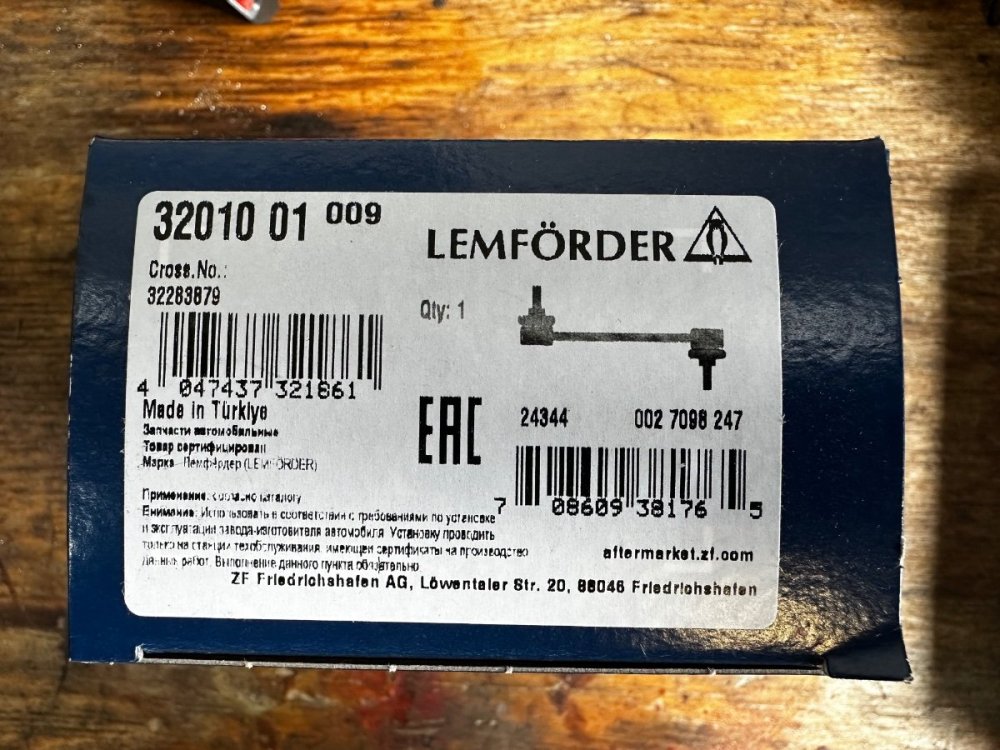 32010 01 009
LEMFÖRDER
Cross.No.:
32283879
Qty: 1
4 047437 321861
Made in Türkiye
Запчасти автомобильные
Товар сертифицирован
Марка (LEMFÖRDER)
EAC
24344 002 7098 247
7 08609 38176 5
Применение: согласно каталогу
Внимание: Использовать в соответствии с требованиями по установке
и эксплуатации завода-изготовителя автомобиля. Установку проводить
только на станции техобслуживания, имеющей сертификаты на производство
данных работ. Выполнение данного пункта обязательно.
aftermarket.zf.com
ZF Friedrichshafen AG, Löwentaler Str. 20, 88046 Friedrichshafen